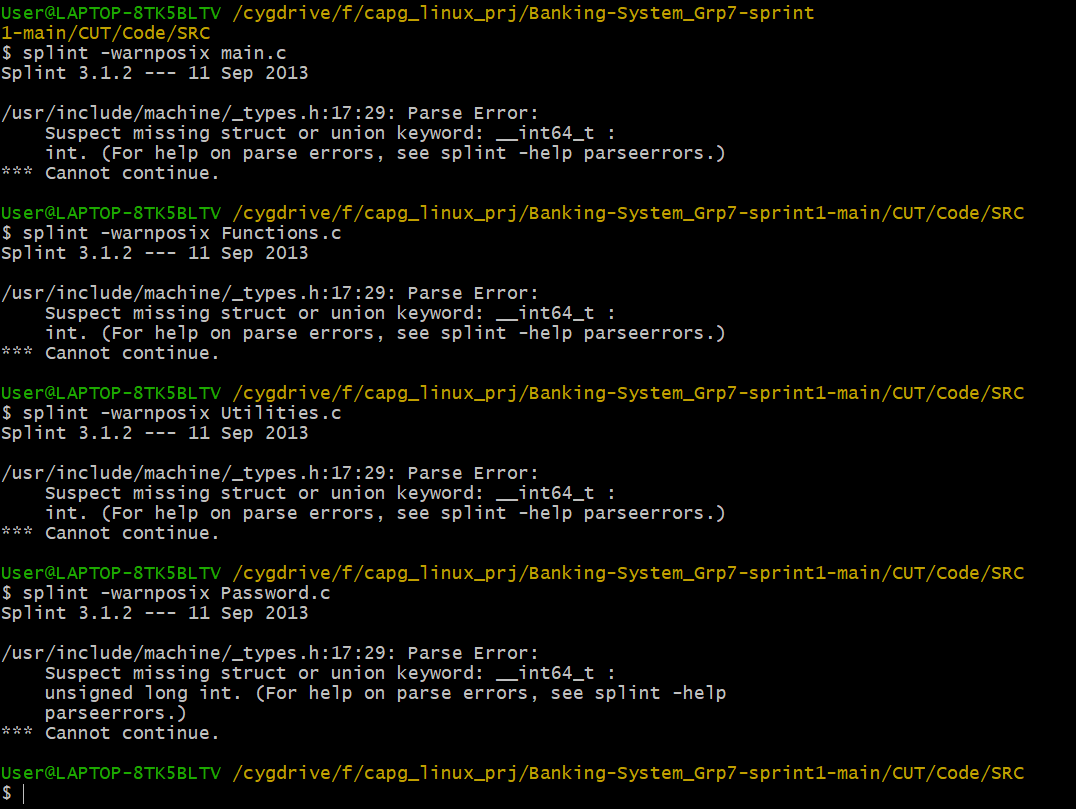 User@LAPTOP-8TK5BLTV /cygdrive/f/capg_linux_prj/Banking-System_Grp7-sprint
1-main/CUT/Code/SRC
$ splint -warnposix main.c
Splint 3.1.2 --- 11 Sep 2013
/usr/include/machine/_types.h:17:29: Parse Error:
Suspect missing struct or union keyword: __int64_t :
int. (For help on parse errors, see splint -help parseerrors.)
*** Cannot continue.
User@LAPTOP-8TK5BLTV /cygdrive/f/capg_linux_prj/Banking-System_Grp7-sprint1-main/CUT/Code/SRC
$ splint -warnposix Functions.c
Splint 3.1.2 --- 11 Sep 2013
/usr/include/machine/_types.h:17:29: Parse Error:
Suspect missing struct or union keyword: __int64_t :
int. (For help on parse errors, see splint -help parseerrors.)
*** Cannot continue.
User@LAPTOP-8TK5BLTV /cygdrive/f/capg_linux_prj/Banking-System_Grp7-sprint1-main/CUT/Code/SRC
$ splint -warnposix Utilities.c
Splint 3.1.2 --- 11 Sep 2013
/usr/include/machine/_types.h:17:29: Parse Error:
Suspect missing struct or union keyword: __int64_t :
int. (For help on parse errors, see splint -help parseerrors.)
*** Cannot continue.
User@LAPTOP-8TK5BLTV /cygdrive/f/capg_linux_prj/Banking-System_Grp7-sprint1-main/CUT/Code/SRC
$ splint -warnposix Password.c
Splint 3.1.2 --- 11 Sep 2013
/usr/include/machine/_types.h:17:29: Parse Error:
Suspect missing struct or union keyword: __int64_t :
unsigned long int. (For help on parse errors, see splint -help
parseerrors.)
*** Cannot continue.
User@LAPTOP-8TK5BLTV /cygdrive/f/capg_linux_prj/Banking-System_Grp7-sprint1-main/CUT/Code/SRC
$